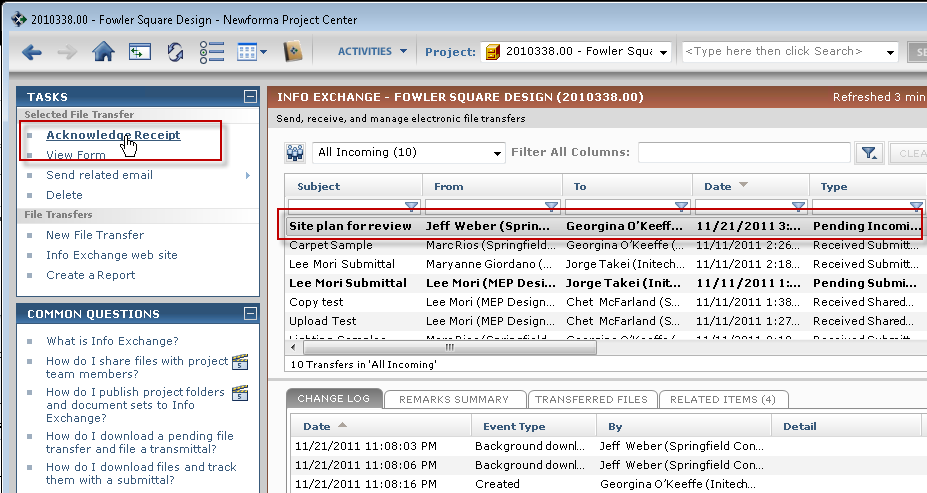 2010338.00 - Fowler Square Design - Newforma Project Center
ACTIVITIES Project: 2010338.00 - Fowler Squa <Type here then click Search> SE
TASKS
Selected File Transfer
Acknowledge Receipt
View Form
Send related email
Delete
File Transfers
New File Transfer
Info Exchange web site
Create a Report
COMMON QUESTIONS
What is Info Exchange?
How do I share files with project
team members?
How do I publish project folders
and document sets to Info
Exchange?
How do I download a pending file
transfer and file a transmittal?
How do I download files and track
them with a submittal?
INFO EXCHANGE - FOWLER SQUARE DESIGN (2010338.00) Refreshed 3 min
Send, receive, and manage electronic file transfers
All Incoming (10) Filter All Columns: CLEA
Subject From To Date Type
Site plan for review Jeff Weber (Sprin... Georgina O'Keeff... 11/21/2011 3:... Pending Incomi...
Carpet Sample Marc Rios (Springfield... Georgina O'Keeffe (... 11/11/2011 2:26... Received Submitt...
Lee Mori Submittal Maryanne Giordano (... Jorge Takei (Initech... 11/11/2011 2:18... Received Submitt...
Lee Mori Submittal Lee Mori (MEP Desi... Jorge Takei (Init... 11/11/2011 1:... Pending Submi...
Copy test Lee Mori (MEP Design... Chet McFarland (S... 11/11/2011 1:38... Received Shared...
Upload Test Lee Mori (MEP Design... Chet McFarland (S... 11/11/2011 1:27... Received Shared...
10 Transfers in 'All Incoming'
CHANGE LOG REMARKS SUMMARY TRANSFERRED FILES RELATED ITEMS (4)
Date Event Type By Detail
11/21/2011 11:08:03 PM Background downl... Jeff Weber (Springfield Con...
11/21/2011 11:08:06 PM Background downl... Jeff Weber (Springfield Con...
11/21/2011 11:08:16 PM Created Georgina O'Keeffe (Initech...